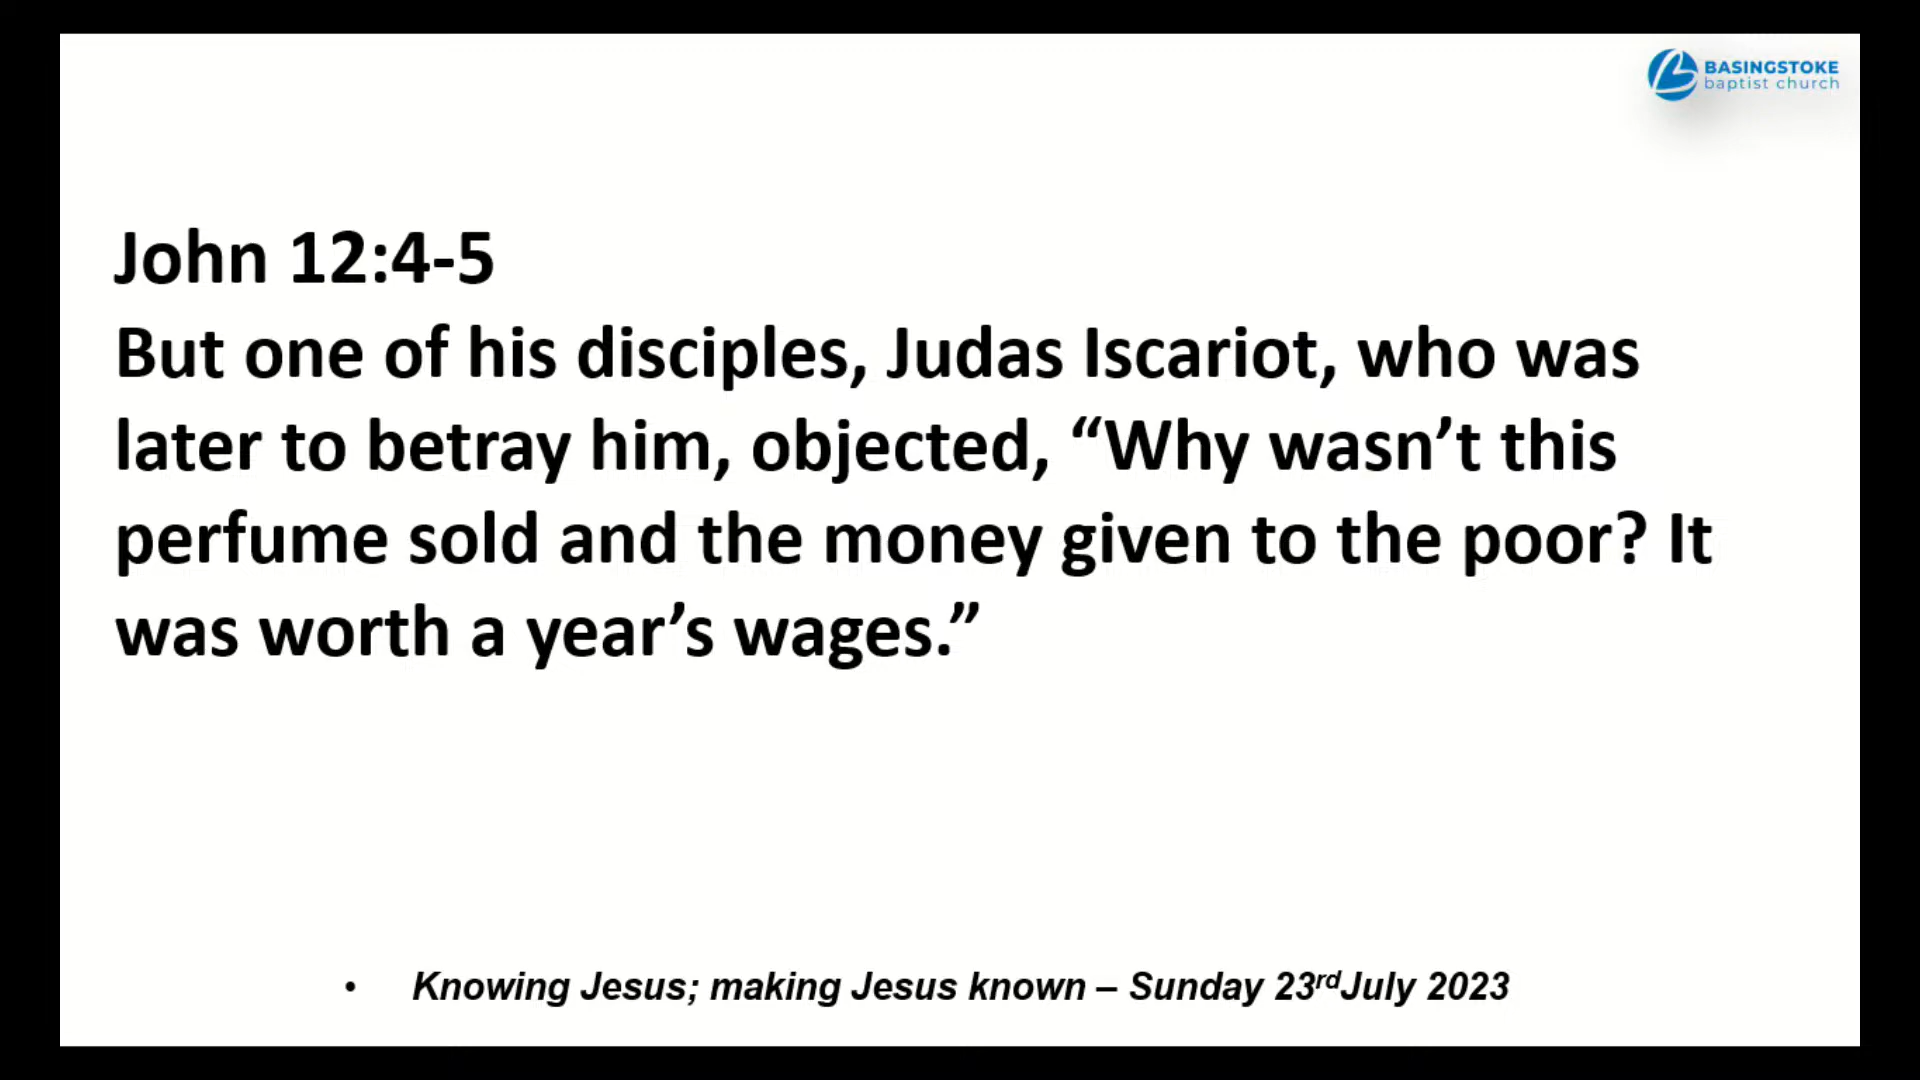 BASINGSTOKE
baptist church
John 12:4-5
But one of his disciples, Judas Iscariot, who was
later to betray him, objected, “Why wasn’t this
perfume sold and the money given to the poor? It
was worth a year’s wages.”
• Knowing Jesus; making Jesus known – Sunday 23rdJuly 2023